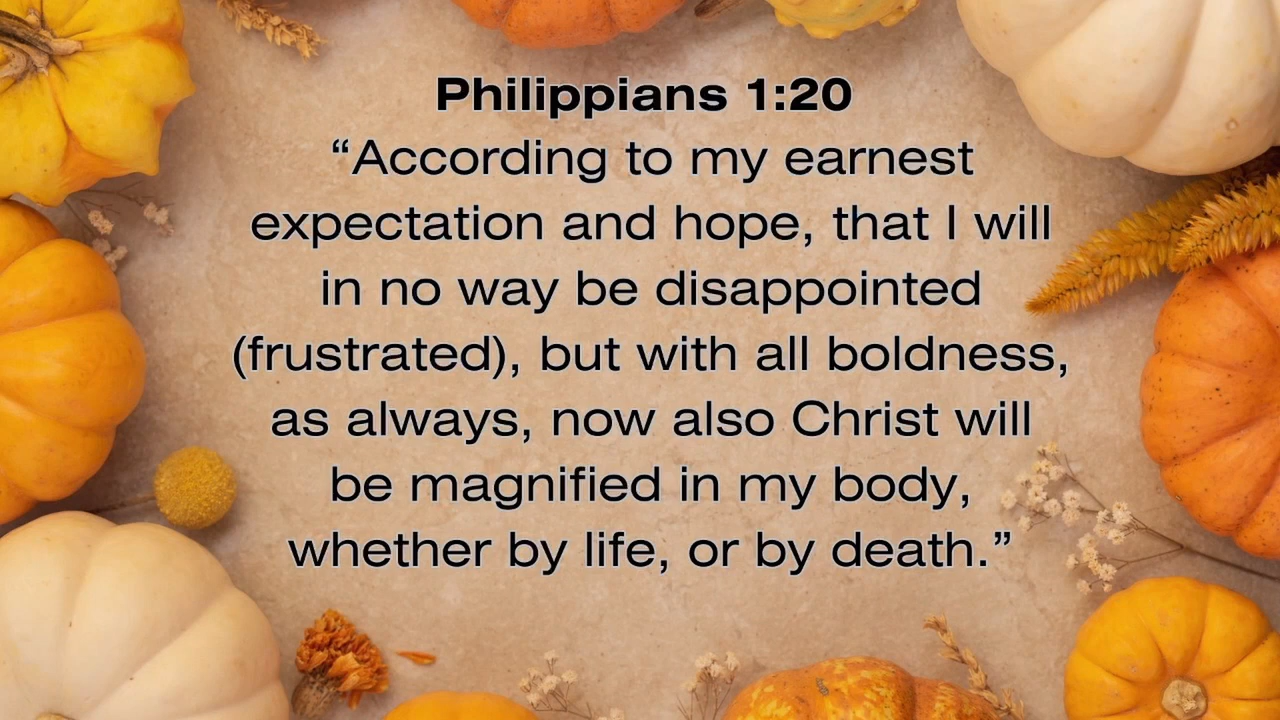 Philippians 1:20
“According to my earnest
expectation and hope, that I will
in no way be disappointed
(frustrated), but with all boldness,
as always, now also Christ will
be magnified in my body,
whether by life, or by death.”